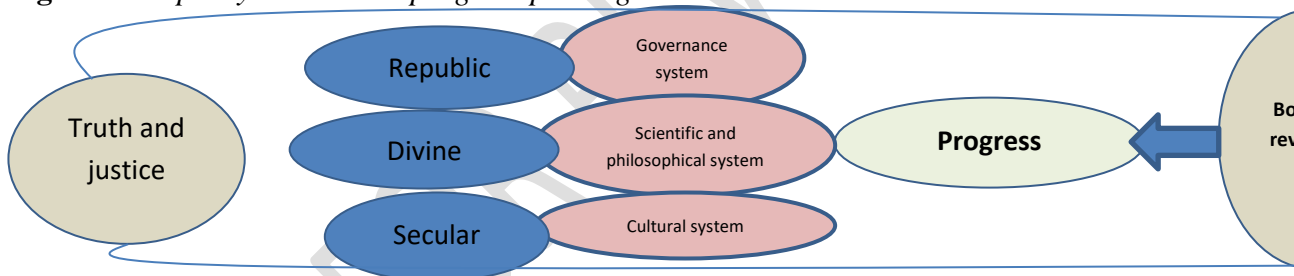 Republic
Governance
system
Truth and
justice
Divine
Scientific and
philosophical system
Progress
Secular
Cultural system